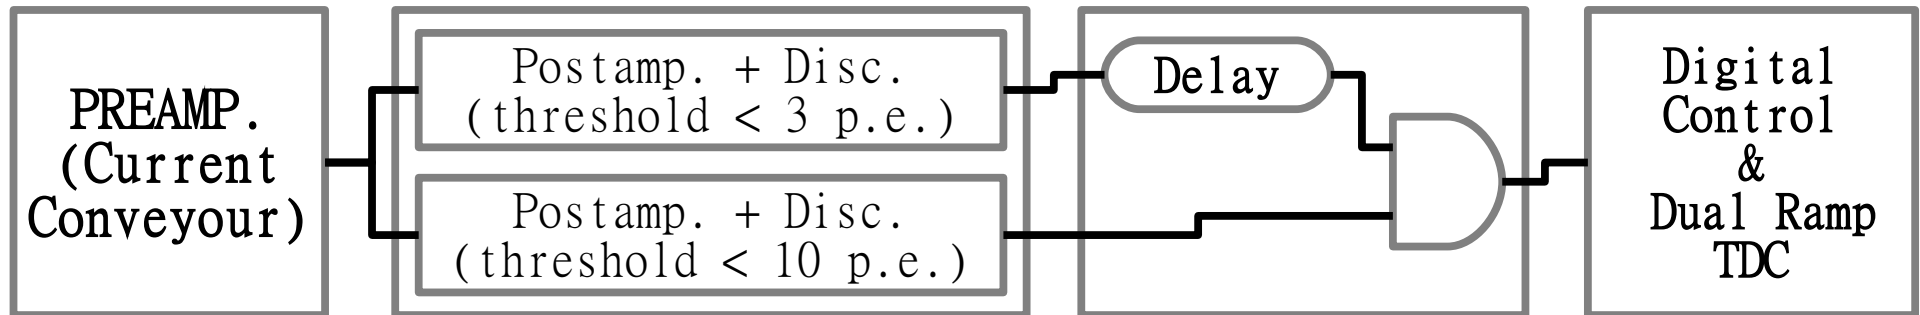 PREAMP.
(Current
Conveyour)
Postamp. + Disc.
(threshold < 3 p.e.)
Postamp. + Disc.
(threshold < 10 p.e.)
Delay
Digital
Control
&
Dual Ramp
TDC